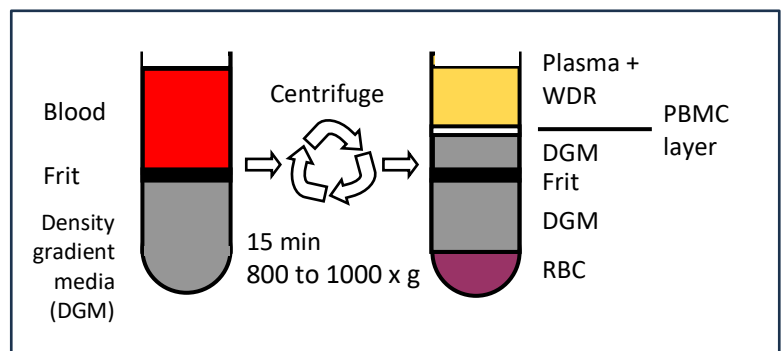 Blood
Frit
Density
gradient
media
(DGM)
Centrifuge
15 min
800 to 1000 x g
Plasma +
WDR
PBMC
layer
DGM
Frit
DGM
RBC